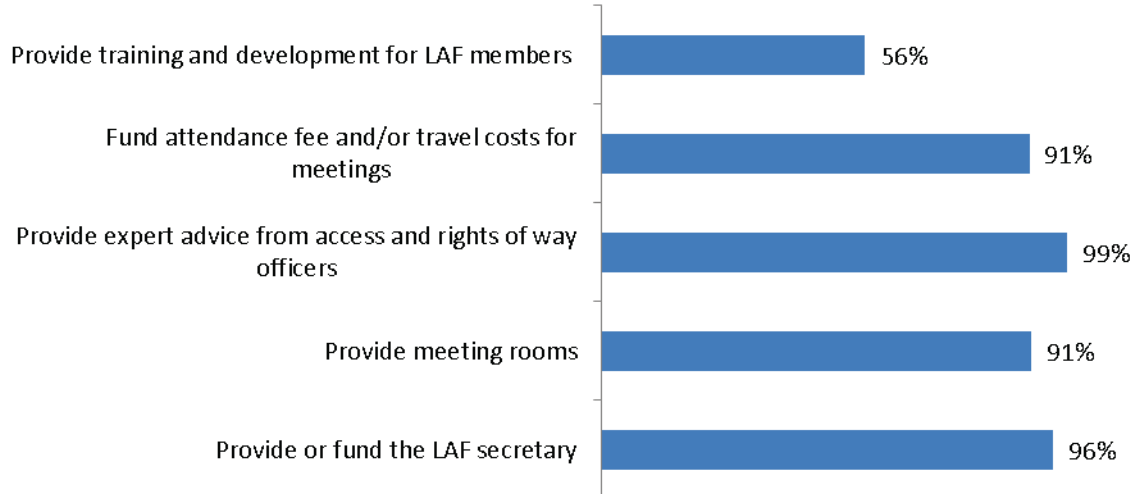 Provide training and development for LAF members
56%
Fund attendance fee and/or travel costs for
meetings
91%
Provide expert advice from access and rights of way
officers
99%
Provide meeting rooms
91%
Provide or fund the LAF secretary
96%